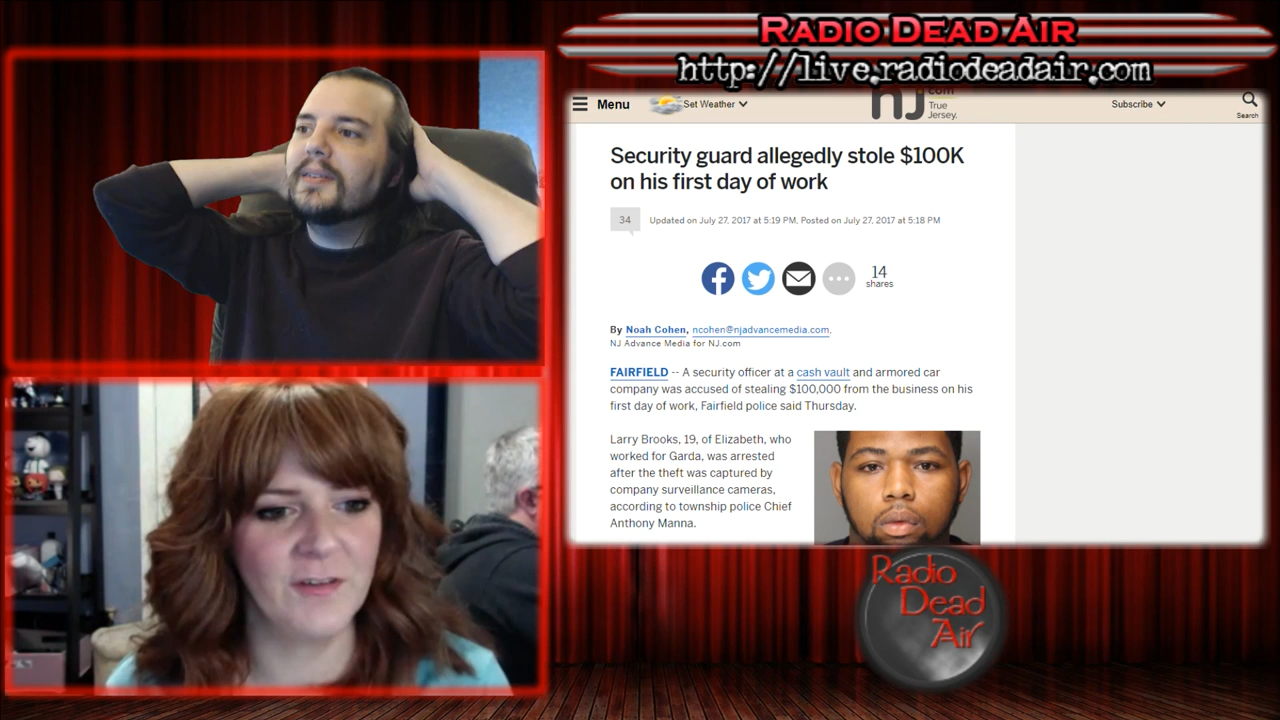 RADIO DEAD AIR
http://live.radiodeadair.com
Menu
Set Weather
nj
.com
True
Jersey.
Subscribe
Search
Security guard allegedly stole $100K
on his first day of work
34
Updated on July 27, 2017 at 5:19 PM, Posted on July 27, 2017 at 5:18 PM
14
shares
By Noah Cohen, ncohen@njadvancemedia.com,
NJ Advance Media for NJ.com
FAIRFIELD -- A security officer at a cash vault and armored car
company was accused of stealing $100,000 from the business on his
first day of work, Fairfield police said Thursday.
Larry Brooks, 19, of Elizabeth, who
worked for Garda, was arrested
after the theft was captured by
company surveillance cameras,
according to township police Chief
Anthony Manna.
Radio
Dead
Air